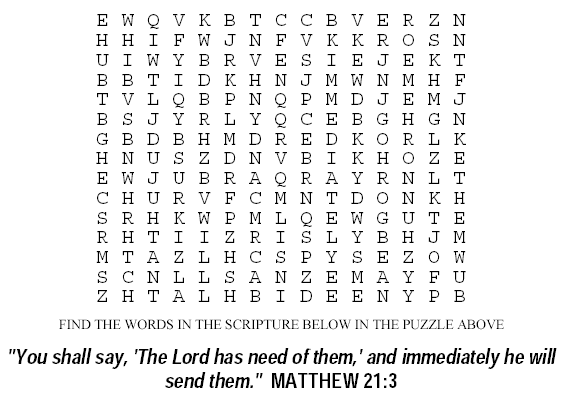 E W Q V K B T C C B V E R Z N
H H I F W J N F V K K R O S N
U I W Y B R V E S I E J E K T
B B T I D K H N J M W N M H F
T V L Q B P N Q P M D J E M J
B S J Y R L Y Q C E B G H G N
G B D B H M D R E D K O R L K
H N U S Z D N V B I K H O Z E
E W J U B R A Q R A Y R N L T
C H U R V F C M N T D O N K H
S R H K W P M L Q E W G U T E
R H T I I Z R I S L Y B H J M
M T A Z L H C S P Y S E Z O W
S C N L L S A N Z E M A Y F U
Z H T A L H B I D E E N Y P B
FIND THE WORDS IN THE SCRIPTURE BELOW IN THE PUZZLE ABOVE
"You shall say, 'The Lord has need of them,' and immediately he will
send them." MATTHEW 21:3